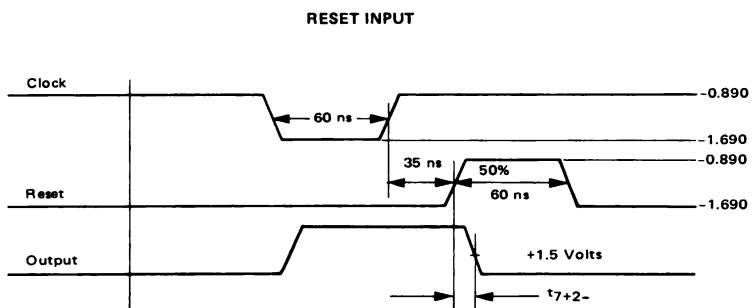 RESET INPUT
Clock
60 ns
-0.890
-1.690
35 ns
50%
-0.890
60 ns
Reset
-1.690
Output
+1.5 Volts
t7+2-